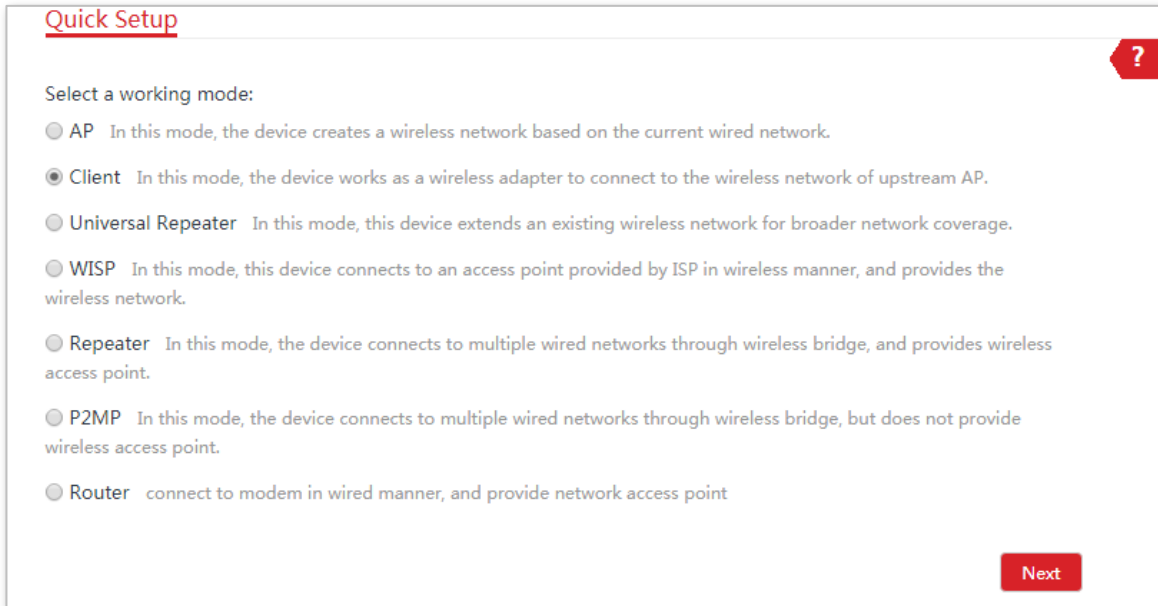 Quick Setup
?
Select a working mode:
AP In this mode, the device creates a wireless network based on the current wired network.
Client In this mode, the device works as a wireless adapter to connect to the wireless network of upstream AP.
Universal Repeater In this mode, this device extends an existing wireless network for broader network coverage.
WISP In this mode, this device connects to an access point provided by ISP in wireless manner, and provides the
wireless network.
Repeater In this mode, the device connects to multiple wired networks through wireless bridge, and provides wireless
access point.
P2MP In this mode, the device connects to multiple wired networks through wireless bridge, but does not provide
wireless access point.
Router connect to modem in wired manner, and provide network access point
Next